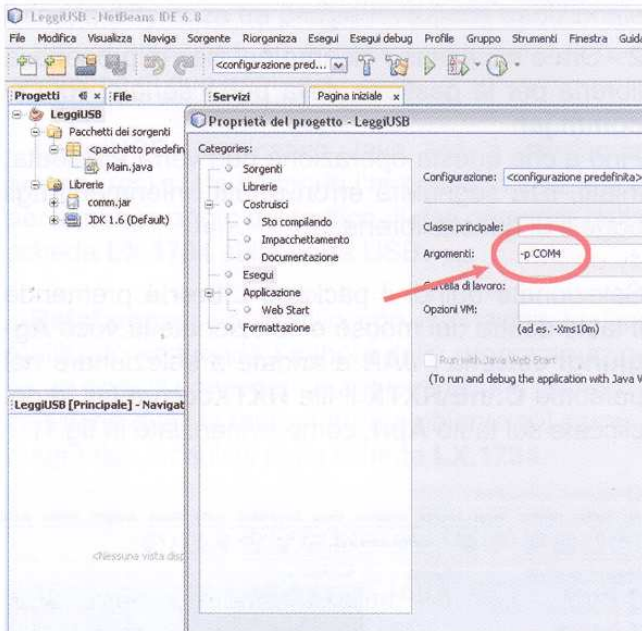 LeggiUSB - NetBeans IDE 6.8
File Modifica Visualizza Naviga Sorgente Riorganizza Esegui Esegui debug Profile Gruppo Strumenti Finestra Guida
<configurazione pred...
Progetti File Servizi Pagina iniziale
LeggiUSB
Pacchetti dei sorgenti
<pacchetto predefin
Main.java
Librerie
comm.jar
JDK 1.6 (Default)
LeggiUSB [Principale] - Navigat
<Nessuna vista disp
Proprietà del progetto - LeggiUSB
Categories:
Sorgenti
Librerie
Costruisci
Sto compilando
Impacchettamento
Documentazione
Esegui
Applicazione
Web Start
Formattazione
Configurazione: <configurazione predefinita>
Classe principale:
Argomenti: -p COM4
Cartella di lavoro:
Opzioni VM:
(ad es. -Xms10m)
Run with Java Web Start
(To run and debug the application with Java W